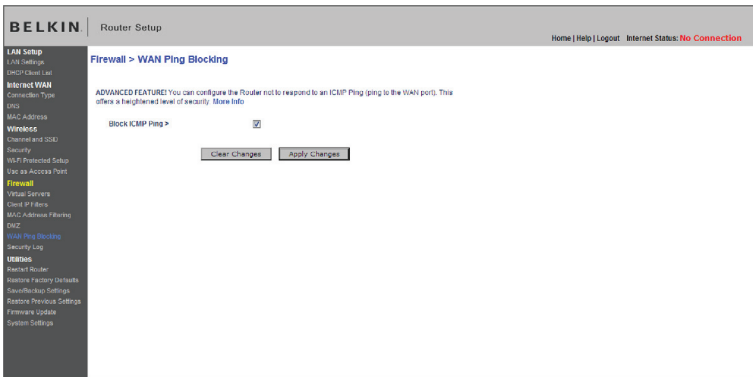 BELKIN. Router Setup
Home | Help | Logout Internet Status: No Connection
LAN Setup
LAN Settings
DHCP Client List
Internet WAN
Connection Type
DNS
MAC Address
Wireless
Channel and SSID
Security
Wi-Fi Protected Setup
Use as Access Point
Firewall
Virtual Servers
Client IP Filters
MAC Address Filtering
DMZ
WAN Ping Blocking
Security Log
Utilities
Restart Router
Restore Factory Defaults
Save/Backup Settings
Restore Previous Settings
Firmware Update
System Settings
Firewall > WAN Ping Blocking
ADVANCED FEATURE! You can configure the Router not to respond to an ICMP Ping (ping to the WAN port). This
offers a heightened level of security. More Info
Block ICMP Ping >
Clear Changes Apply Changes